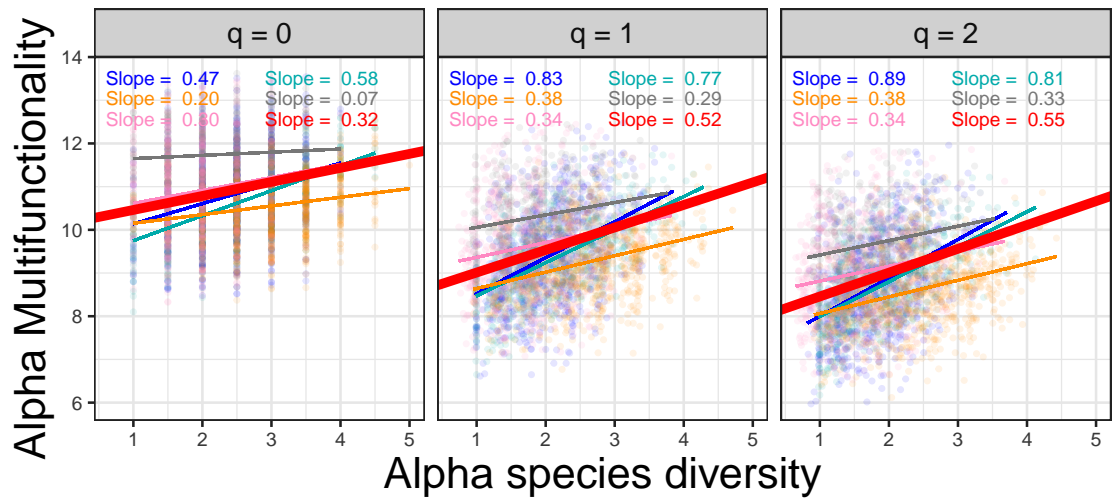 q = 0
q = 1
q = 2
Alpha Multifunctionality
14
12
10
8
6
Slope = 0.47 Slope = 0.58
Slope = 0.20 Slope = 0.07
Slope = 0.30 Slope = 0.32
Slope = 0.83 Slope = 0.77
Slope = 0.38 Slope = 0.29
Slope = 0.34 Slope = 0.52
Slope = 0.89 Slope = 0.81
Slope = 0.38 Slope = 0.33
Slope = 0.34 Slope = 0.55
1 2 3 4 5
1 2 3 4 5
1 2 3 4 5
Alpha species diversity